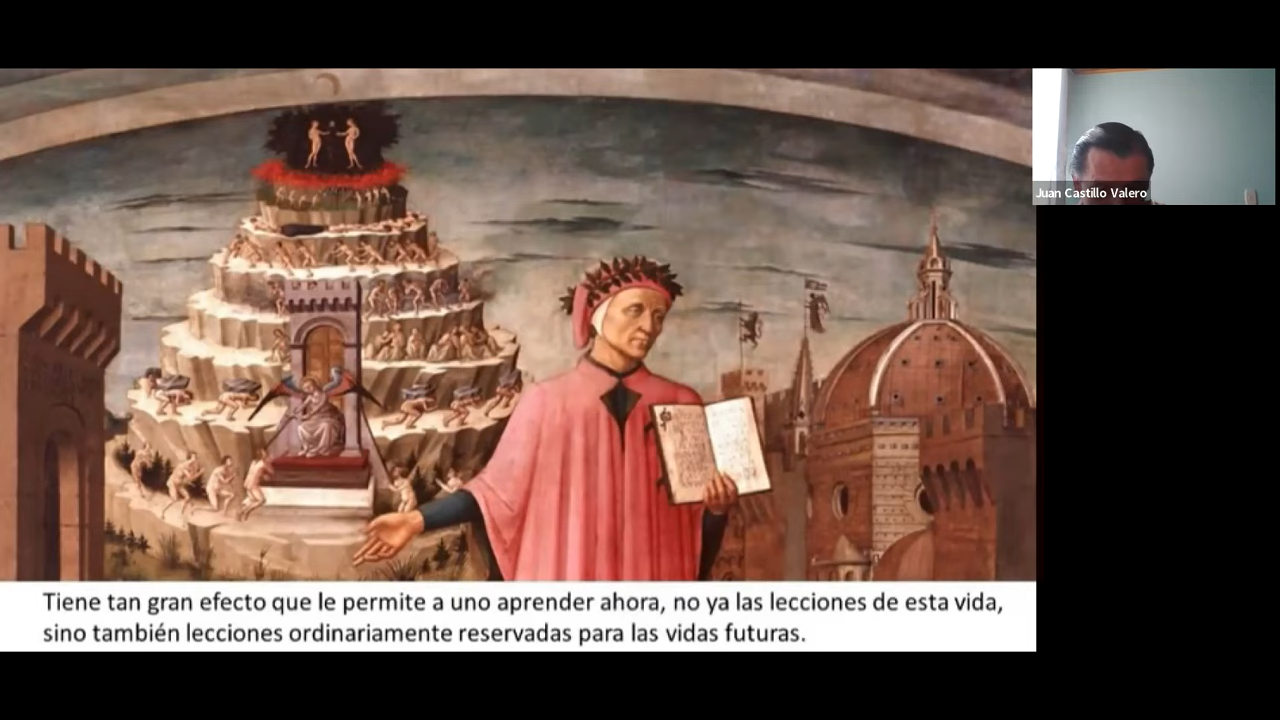 Juan Castillo Valero
Tiene tan gran efecto que le permite a uno aprender ahora, no ya las lecciones de esta vida,
sino también lecciones ordinariamente reservadas para las vidas futuras.